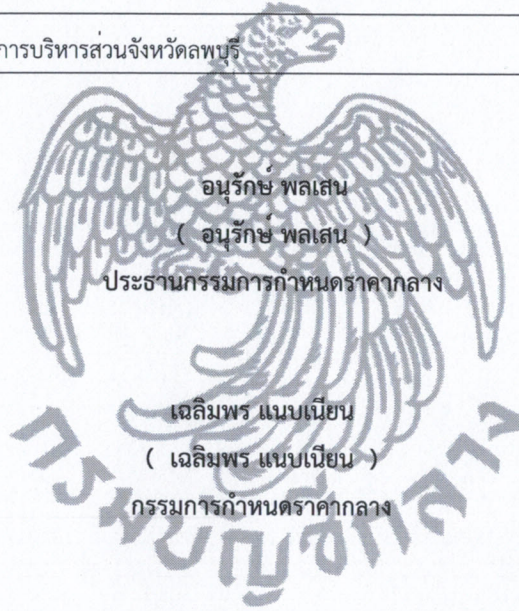 การบริหารส่วนจังหวัดลพบุรี
อนุรักษ์ พลเสน
( อนุรักษ์ พลเสน )
ประธานกรรมการกำหนดราคากลาง
เฉลิมพร แนบเนียน
( เฉลิมพร แนบเนียน )
กรรมการกำหนดราคากลาง
กรมบัญชีกลาง